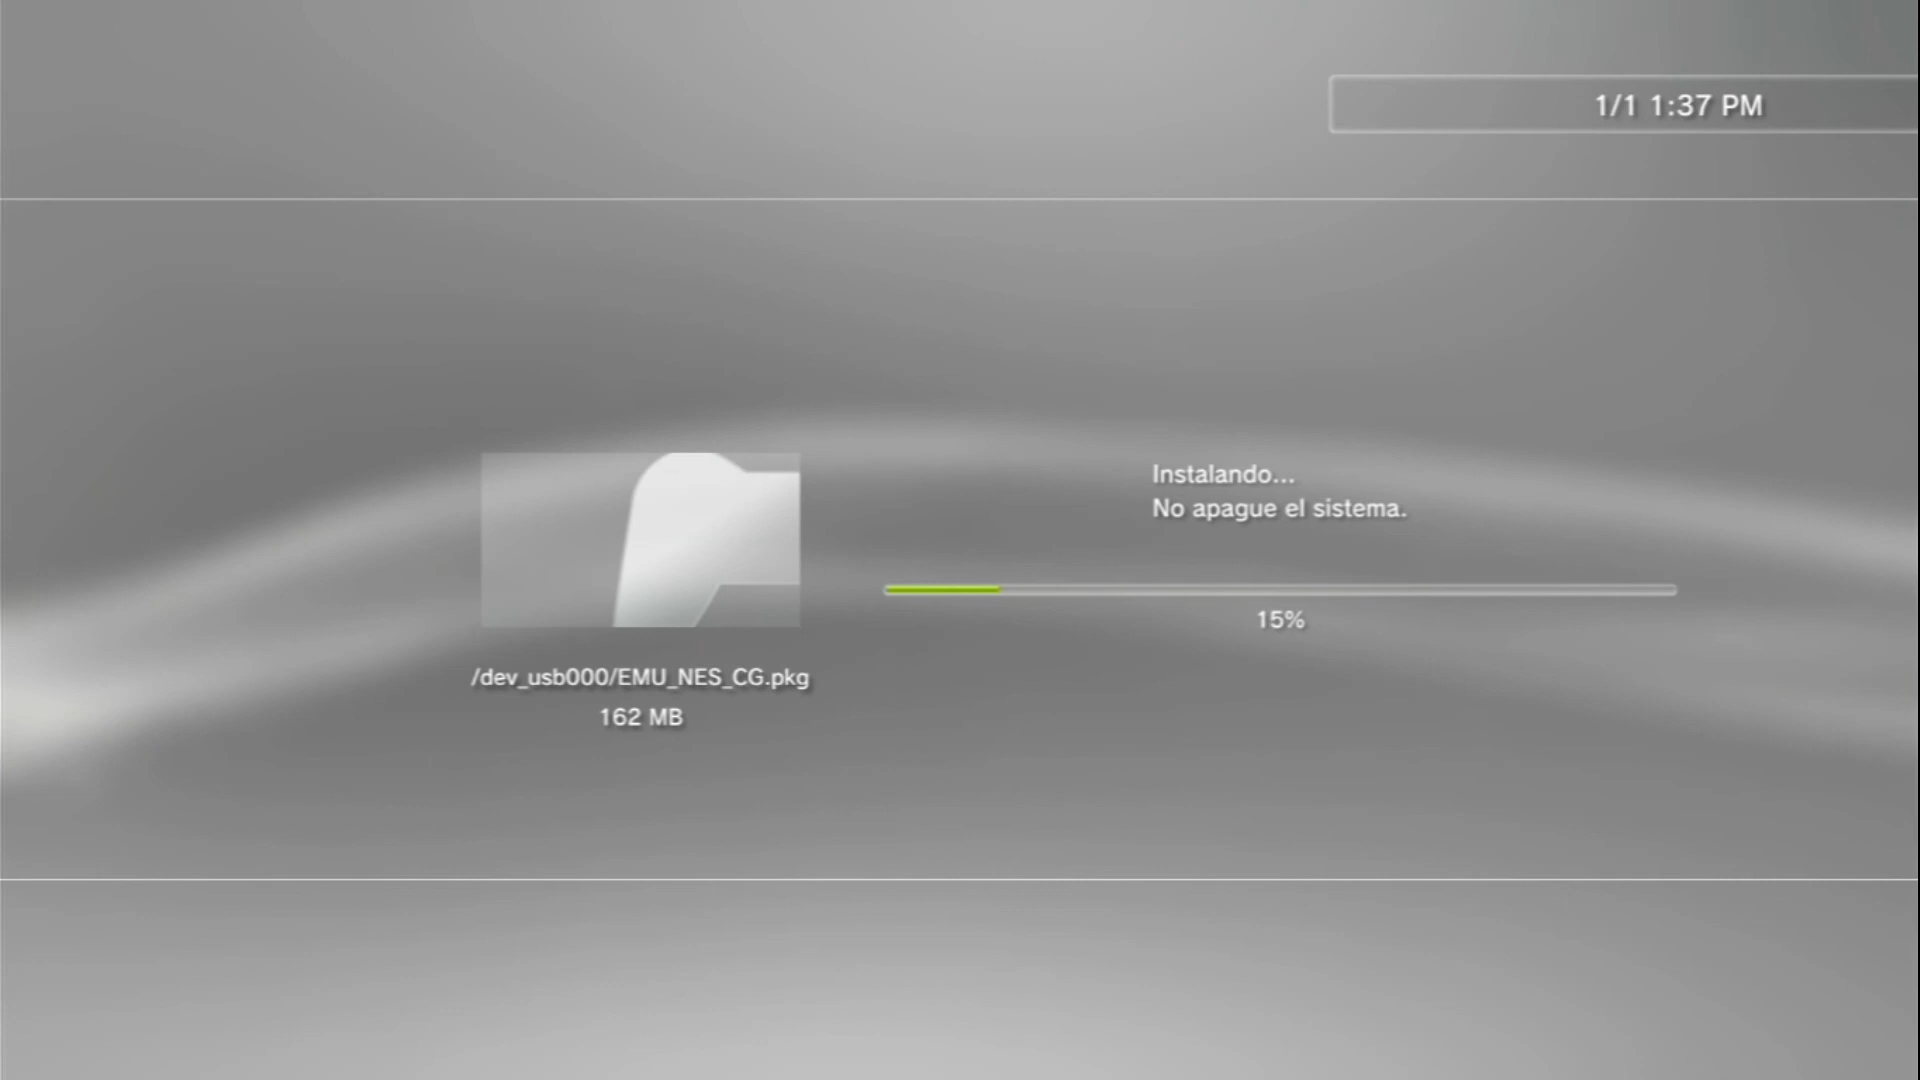 1/1 1:37 PM
Instalando...
No apague el sistema.
15%
/dev_usb000/EMU_NES_CG.pkg
162 MB